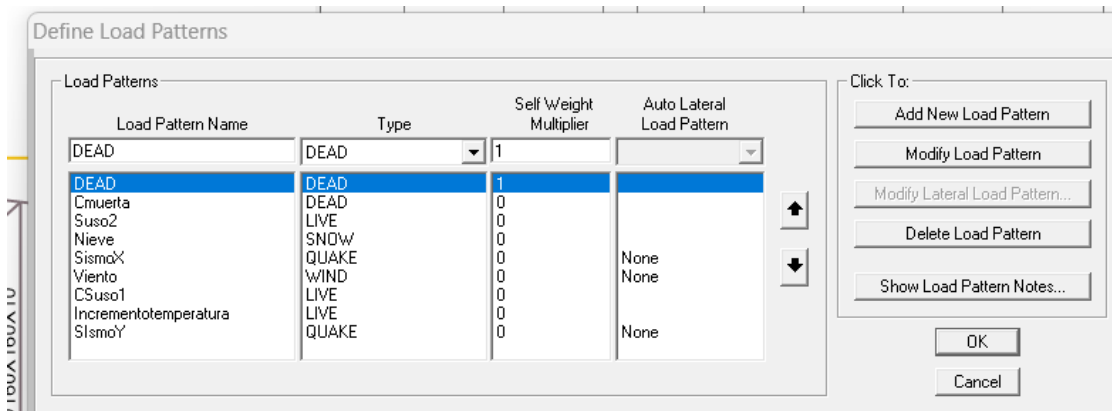 Define Load Patterns
Load Patterns
Click To:
Load Pattern Name Type Self Weight Multiplier Auto Lateral Load Pattern
DEAD DEAD 1
DEAD DEAD 1
Cmuerta DEAD 0
Suso2 LIVE 0
Nieve SNOW 0
SismoX QUAKE 0 None
Viento WIND 0 None
CSuso1 LIVE 0
Incrementotemperatura LIVE 0
SIsmoY QUAKE 0 None
Add New Load Pattern
Modify Load Pattern
Modify Lateral Load Pattern...
Delete Load Pattern
Show Load Pattern Notes...
OK
Cancel